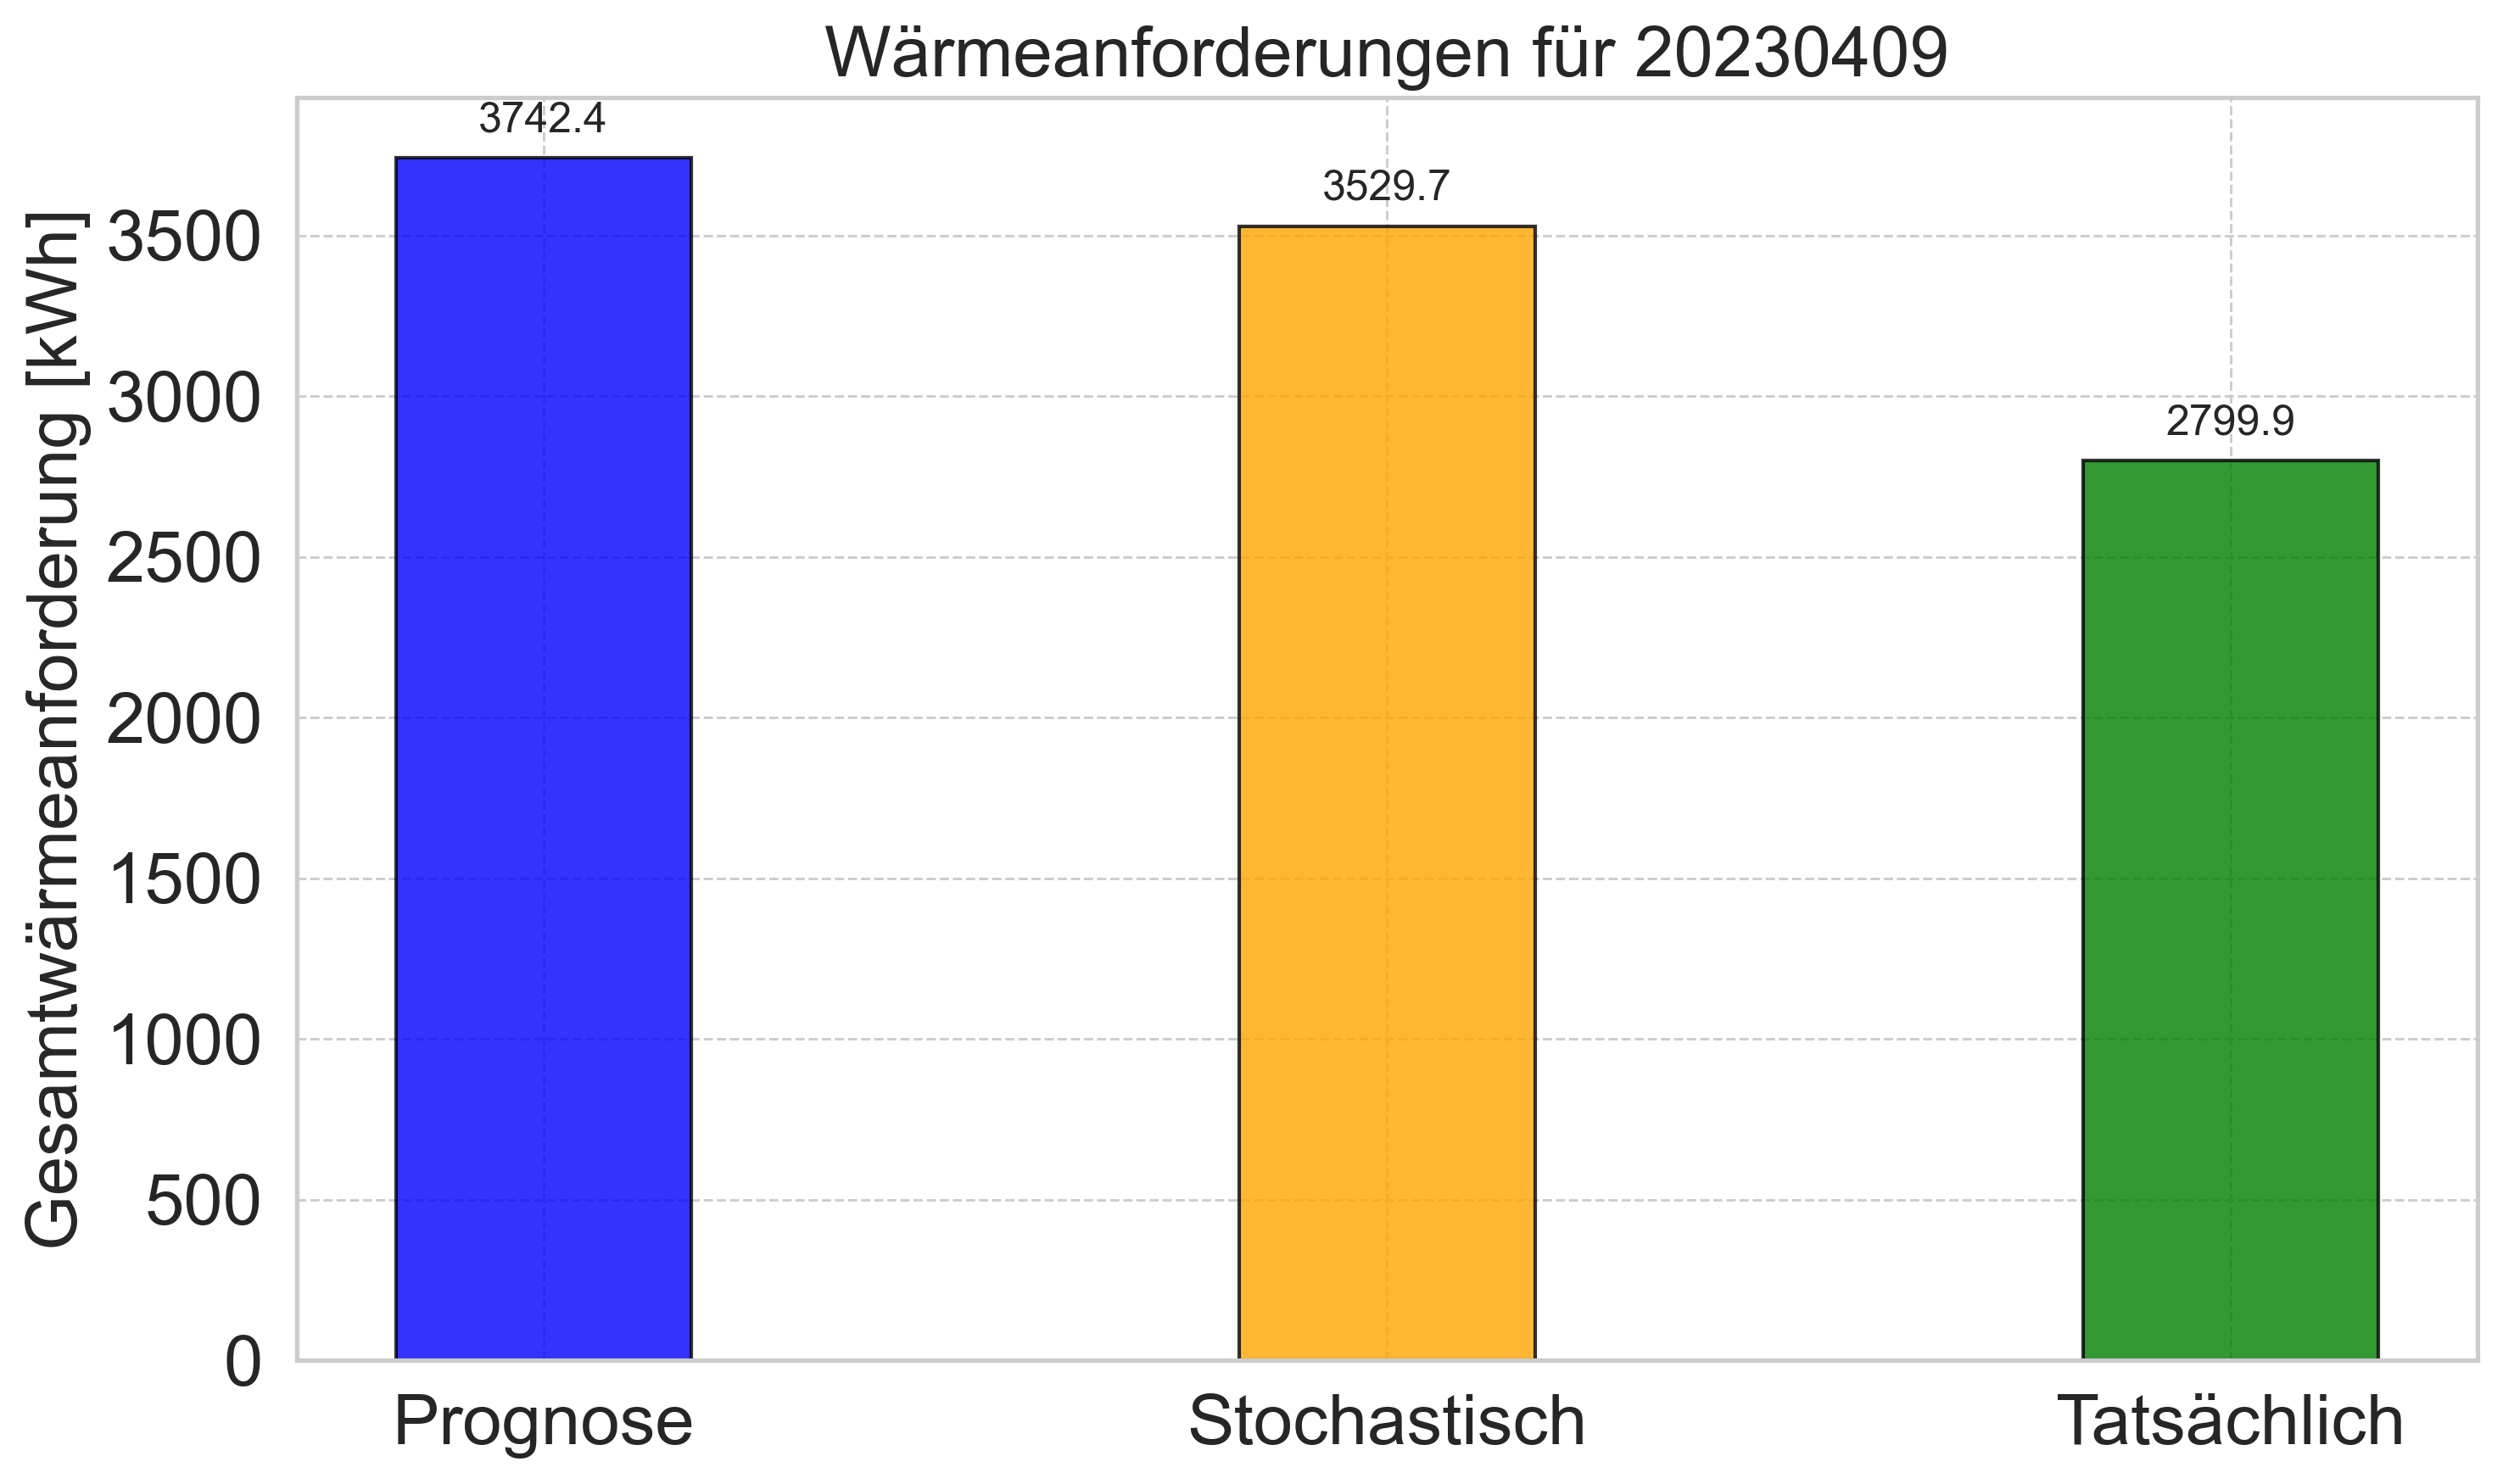 Wärmeanforderungen für 20230409
Gesamtwärmeanforderung [kWh]
3500
3000
2500
2000
1500
1000
500
0
3742.4
3529.7
2799.9
Prognose
Stochastisch
Tatsächlich